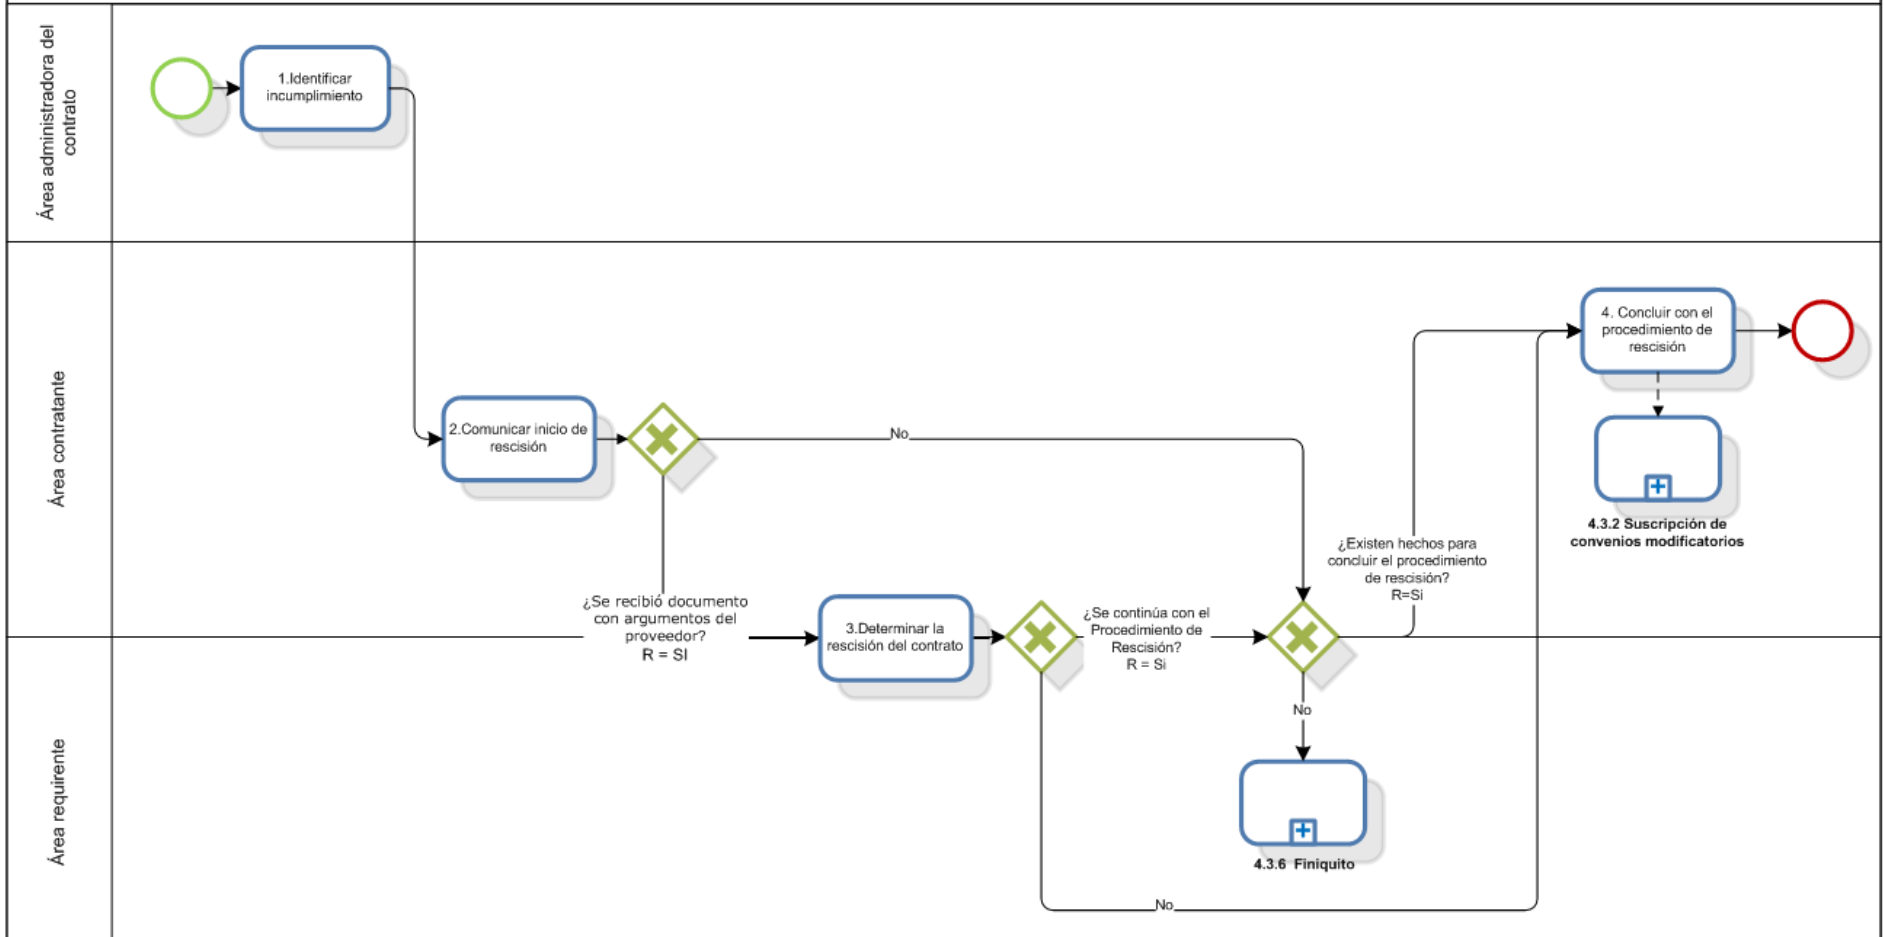 Área administradora del
contrato
1.Identificar
incumplimiento
Área contratante
2.Comunicar inicio de
rescisión
No
¿Se recibió documento
con argumentos del
proveedor?
R = SI
3.Determinar la
rescisión del contrato
¿Se continúa con el
Procedimiento de
Rescisión?
R = Si
¿Existen hechos para
concluir el procedimiento
de rescisión?
R=Si
4. Concluir con el
procedimiento de
rescisión
4.3.2 Suscripción de
convenios modificatorios
Área requirente
No
4.3.6 Finiquito
No